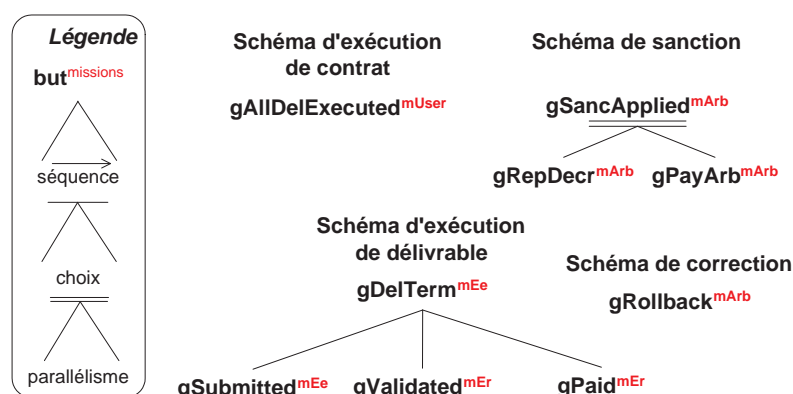 Légende
but missions
séquence
choix
parallélisme
Schéma d'exécution
de contrat
gAllDelExecuted mUser
Schéma de sanction
gSancApplied mArb
gRepDecr mArb gPayArb mArb
Schéma d'exécution
de délivrable
gDelTerm mEe
gSubmitted mEe gValidated mEr gPaid mEr
Schéma de correction
gRollback mArb